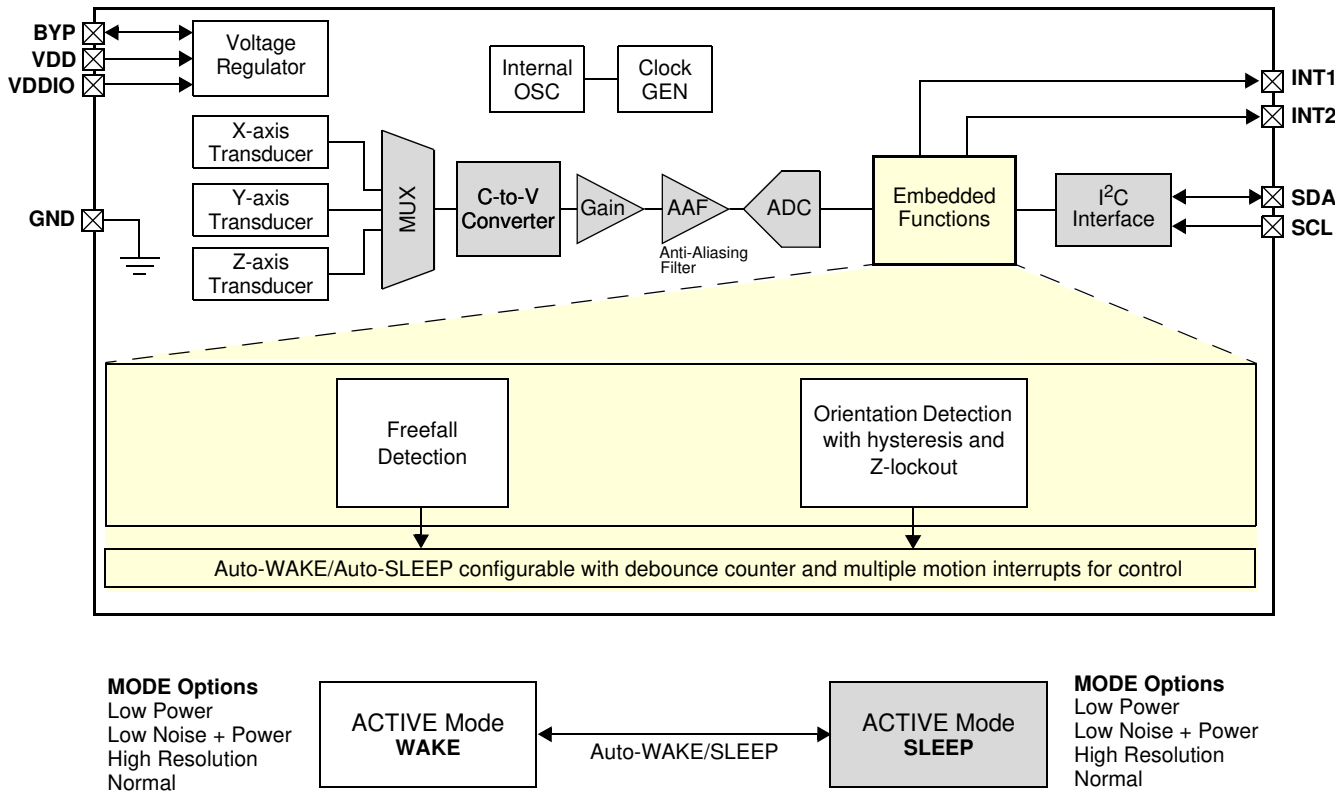 BYP
VDD
VDDIO
Voltage
Regulator
Internal
OSC
Clock
GEN
INT1
INT2
X-axis
Transducer
Y-axis
Transducer
Z-axis
Transducer
MUX
C-to-V
Converter
Gain
AAF
Anti-Aliasing
Filter
ADC
Embedded
Functions
I²C
Interface
SDA
SCL
GND
Freefall
Detection
Orientation Detection
with hysteresis and
Z-lockout
Auto-WAKE/Auto-SLEEP configurable with debounce counter and multiple motion interrupts for control
MODE Options
Low Power
Low Noise + Power
High Resolution
Normal
ACTIVE Mode
WAKE
Auto-WAKE/SLEEP
ACTIVE Mode
SLEEP
MODE Options
Low Power
Low Noise + Power
High Resolution
Normal